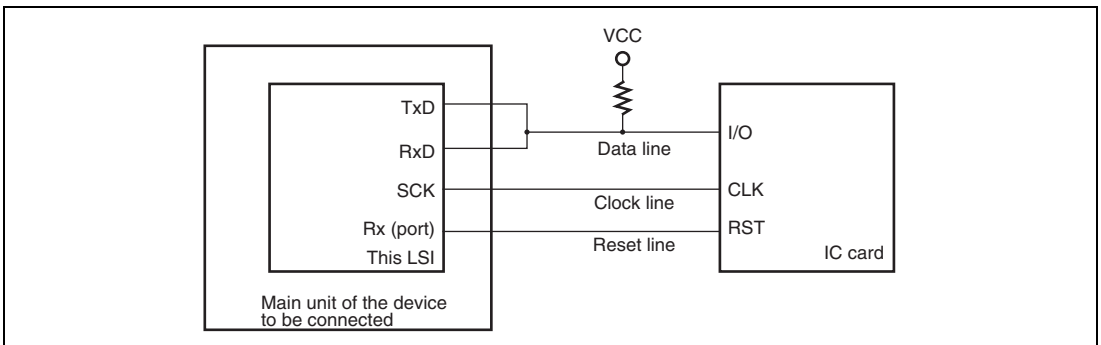 VCC
TxD
RxD
SCK
Rx (port)
This LSI
Main unit of the device
to be connected
Data line
Clock line
Reset line
I/O
CLK
RST
IC card